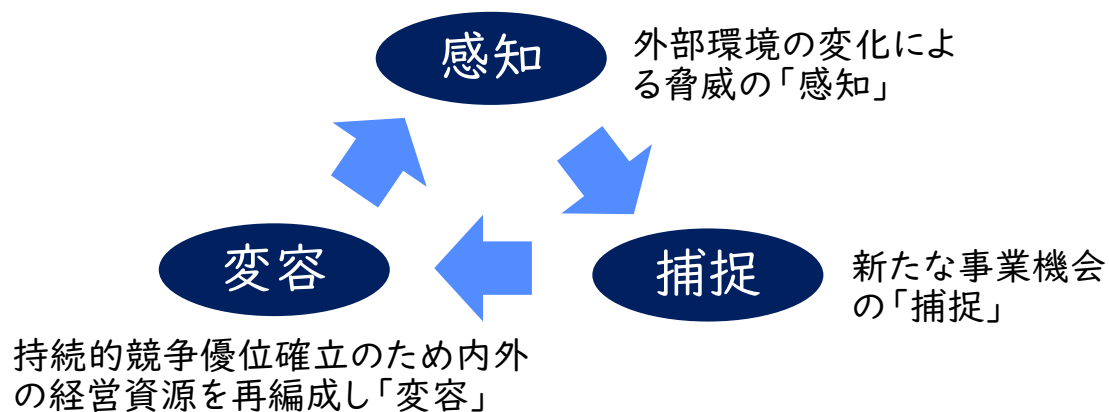 感知
外部環境の変化によ
る脅威の「感知」
変容
捕捉
新たな事業機会
の「捕捉」
持続的競争優位確立のため内外
の経営資源を再編成し「変容」